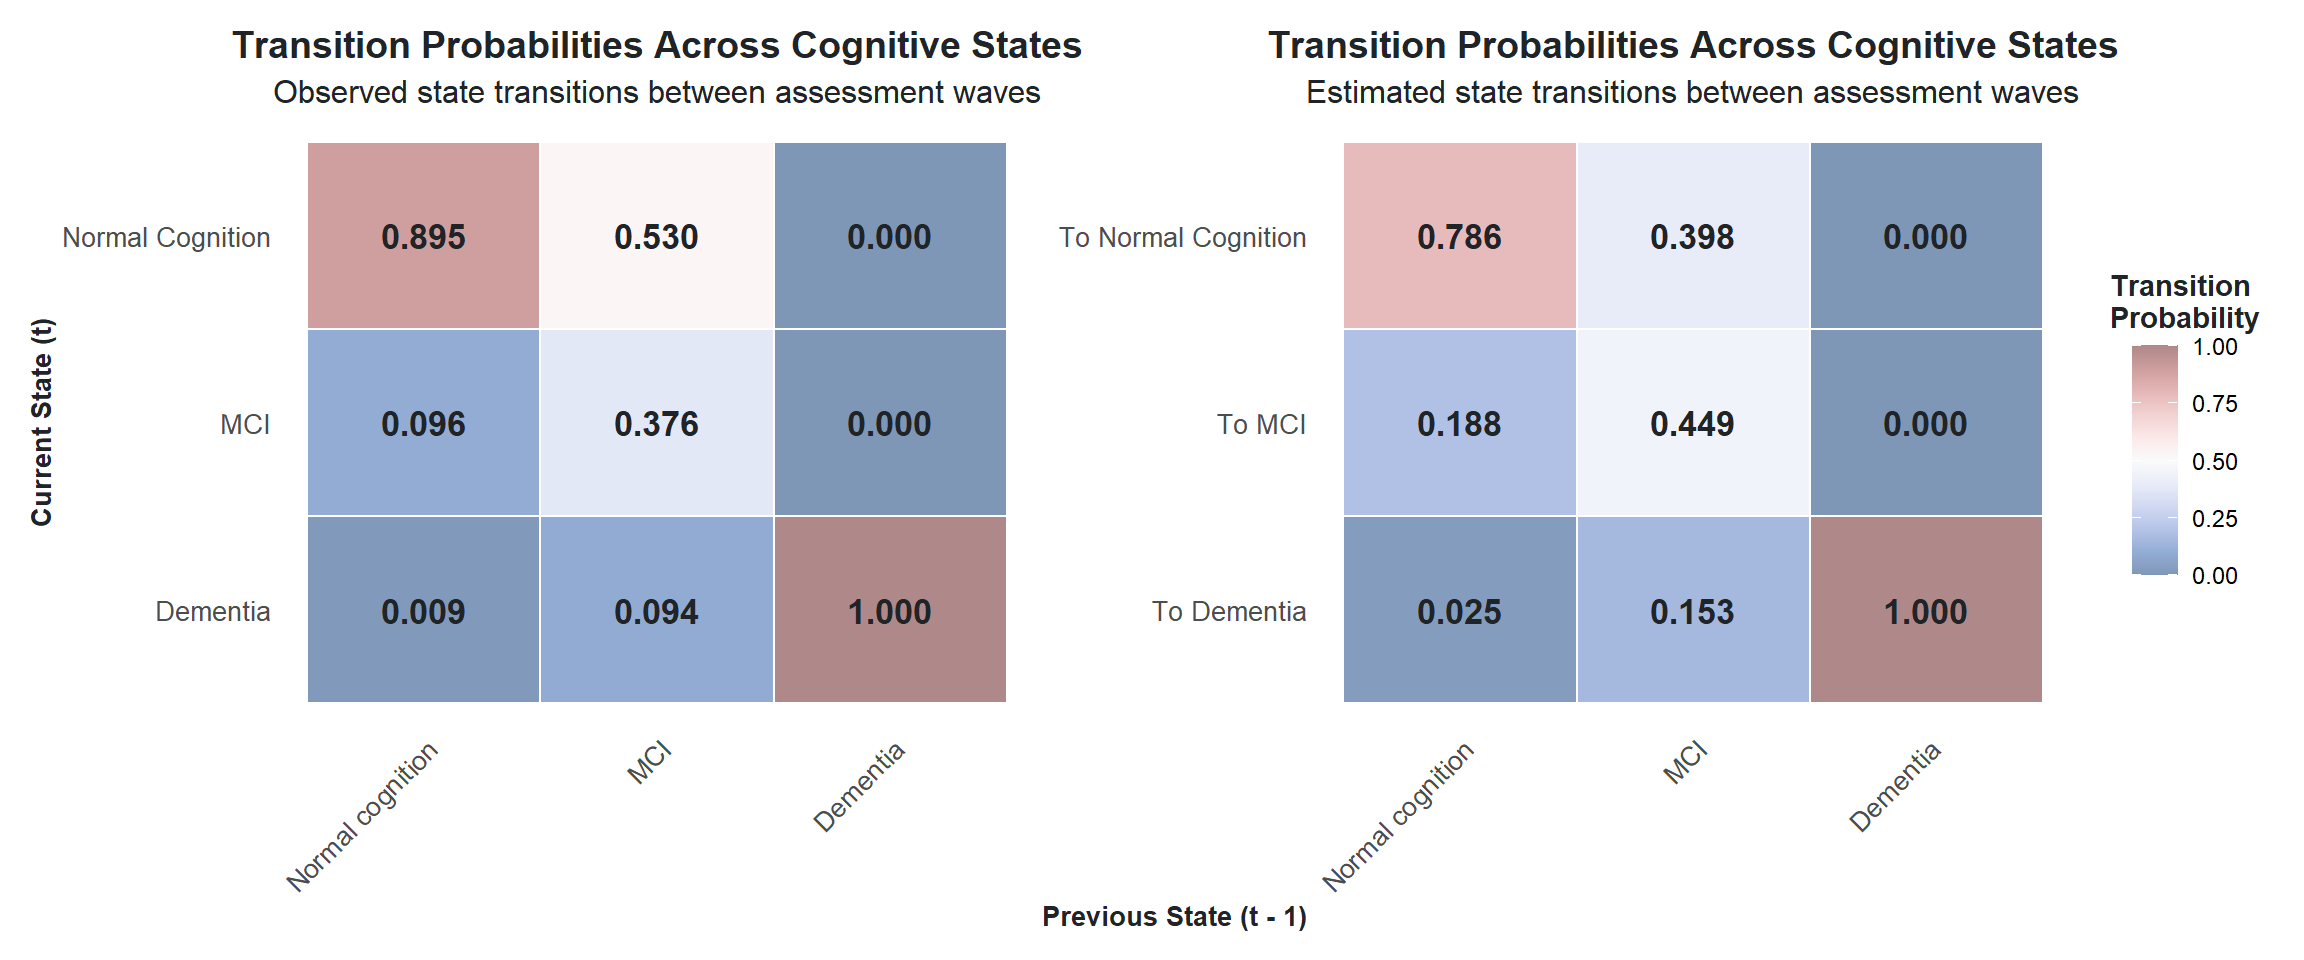 Transition Probabilities Across Cognitive States
Observed state transitions between assessment waves
Current State (t)
Normal Cognition
0.895
0.530
0.000
MCI
0.096
0.376
0.000
Dementia
0.009
0.094
1.000
Normal cognition
MCI
Dementia
Transition Probabilities Across Cognitive States
Estimated state transitions between assessment waves
To Normal Cognition
0.786
0.398
0.000
To MCI
0.188
0.449
0.000
To Dementia
0.025
0.153
1.000
Normal cognition
MCI
Dementia
Previous State (t - 1)
Transition
Probability
1.00
0.75
0.50
0.25
0.00